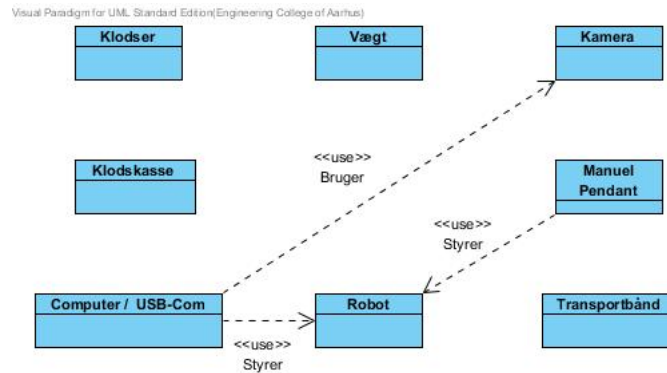 Visual Paradigm for UML Standard Edition(Engineering College of Aarhus)
Klodser
Vægt
Kamera
<<use>>
Bruger
Klodskasse
Manuel
Pendant
<<use>>
Styrer
Computer / USB-Com
Robot
Transportbånd
<<use>>
Styrer